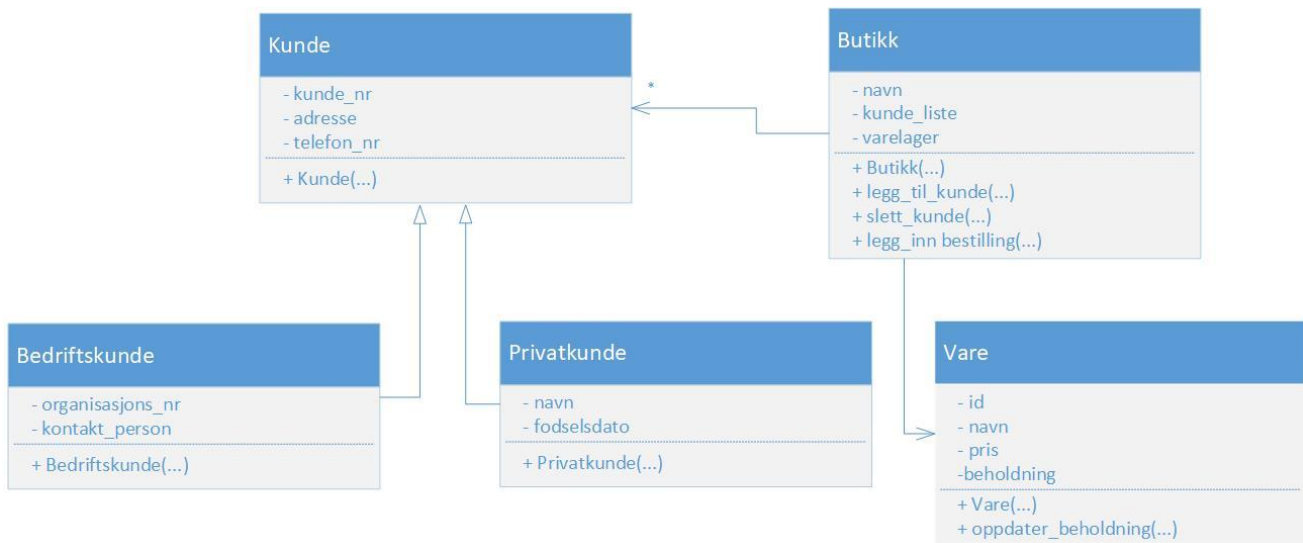 Kunde
- kunde_nr
- adresse
- telefon_nr
+ Kunde(...)
*
Butikk
- navn
- kunde_liste
- varelager
+ Butikk(...)
+ legg_til_kunde(...)
+ slett_kunde(...)
+ legg_inn bestilling(...)
Bedriftskunde
- organisasjons_nr
- kontakt_person
+ Bedriftskunde(...)
Privatkunde
- navn
- fodselsdato
+ Privatkunde(...)
Vare
- id
- navn
- pris
-beholdning
+ Vare(...)
+ oppdater_beholdning(...)